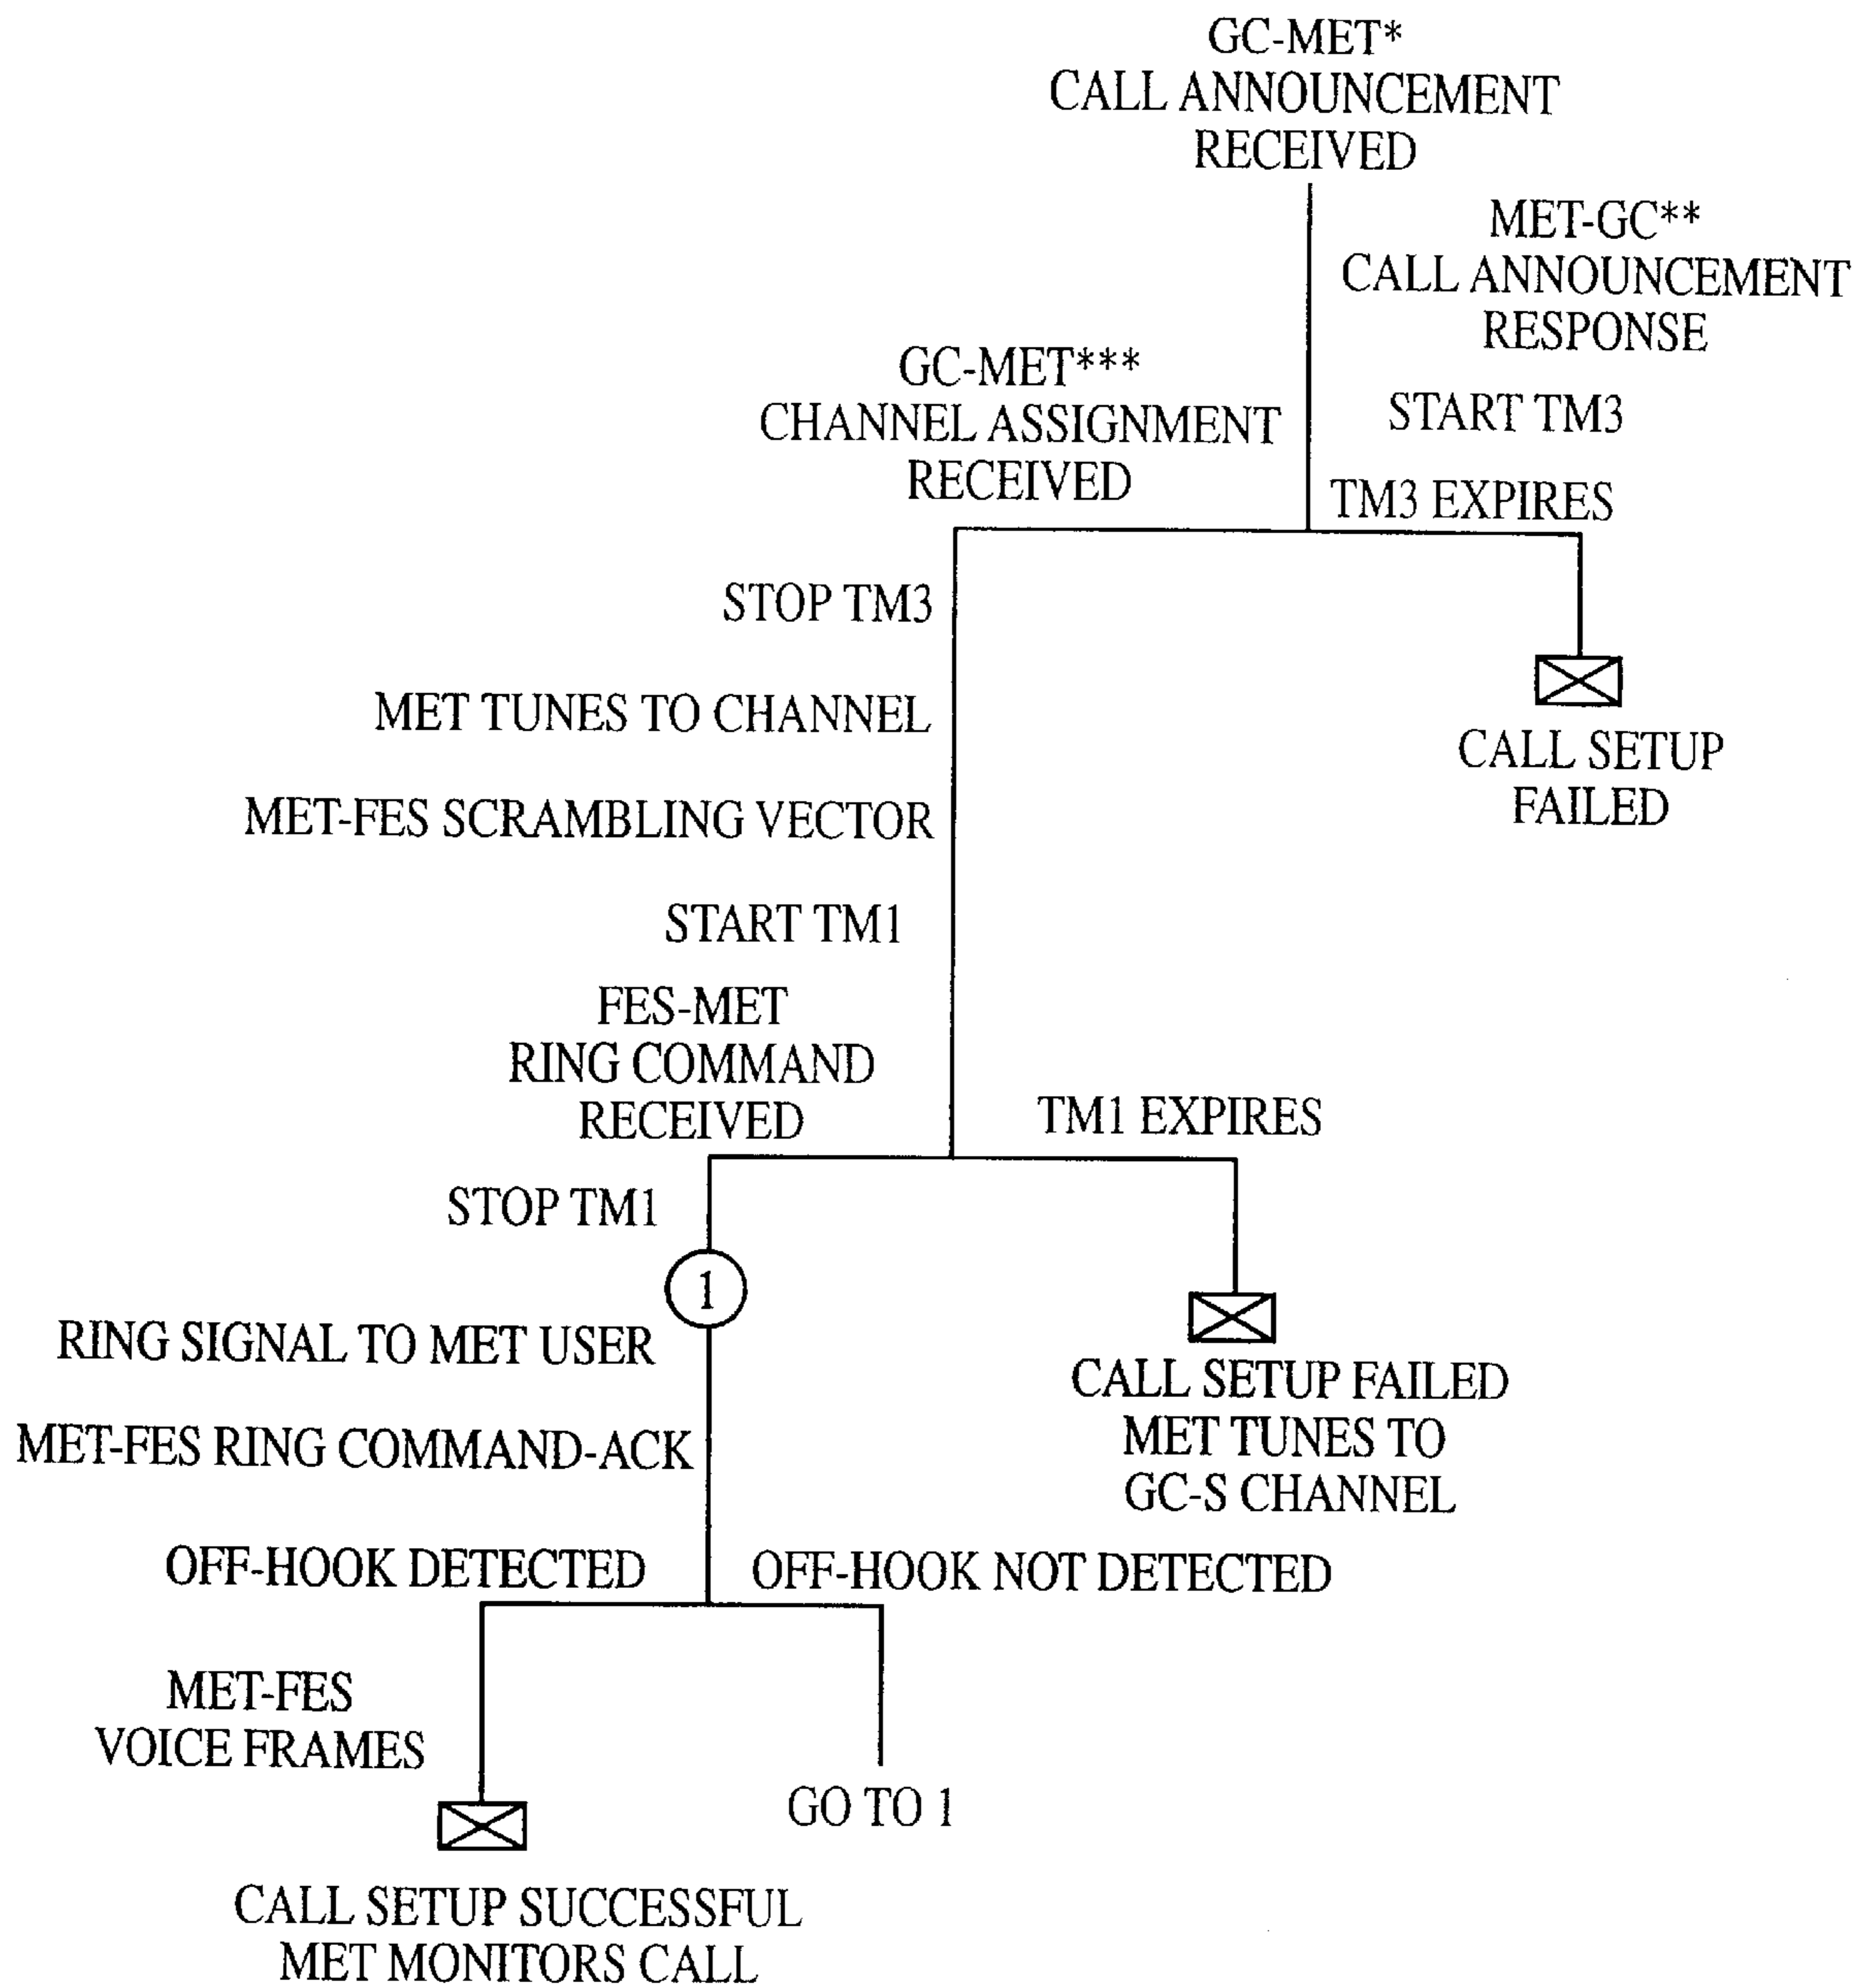 GC-MET*
CALL ANNOUNCEMENT
RECEIVED
MET-GC**
CALL ANNOUNCEMENT
RESPONSE
GC-MET***
CHANNEL ASSIGNMENT
RECEIVED
START TM3
TM3 EXPIRES
STOP TM3
MET TUNES TO CHANNEL
CALL SETUP
FAILED
MET-FES SCRAMBLING VECTOR
START TM1
FES-MET
RING COMMAND
RECEIVED
TM1 EXPIRES
STOP TM1
1
RING SIGNAL TO MET USER
CALL SETUP FAILED
MET TUNES TO
GC-S CHANNEL
MET-FES RING COMMAND-ACK
OFF-HOOK DETECTED
OFF-HOOK NOT DETECTED
MET-FES
VOICE FRAMES
GO TO 1
CALL SETUP SUCCESSFUL
MET MONITORS CALL